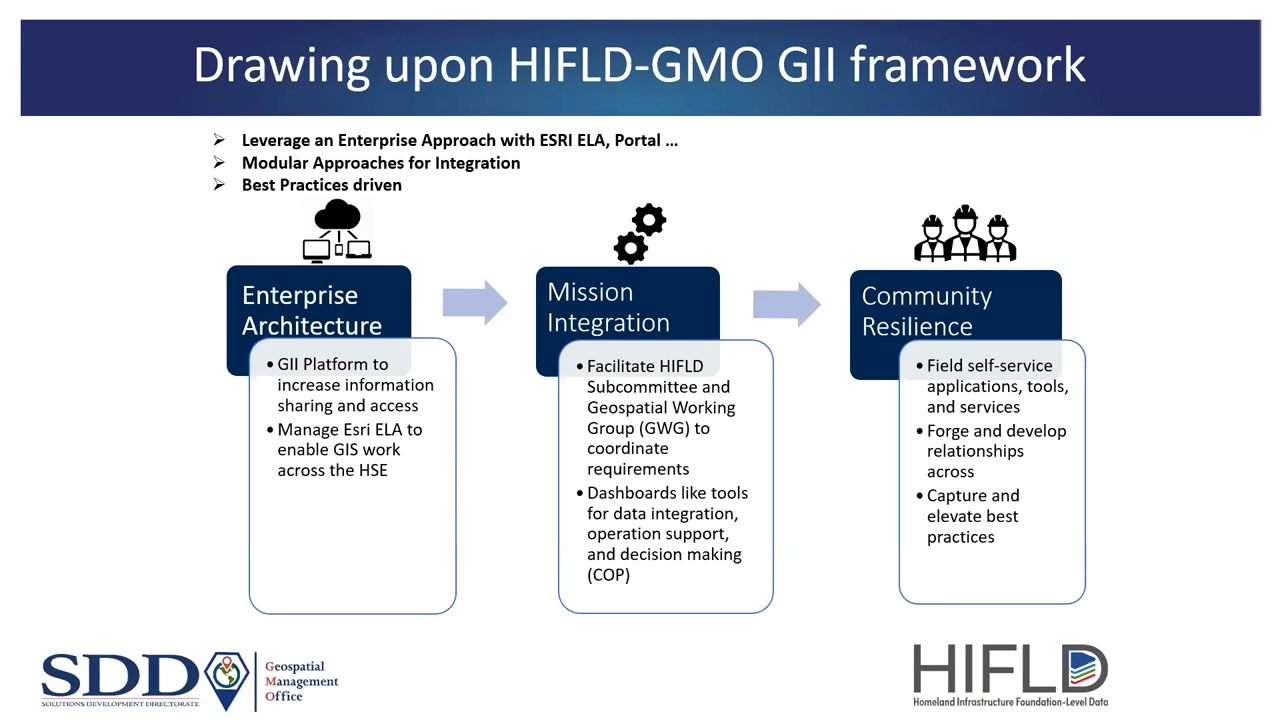 Drawing upon HIFLD-GMO GII framework
➢ Leverage an Enterprise Approach with ESRI ELA, Portal ...
➢ Modular Approaches for Integration
➢ Best Practices driven
Enterprise
Architecture
• GII Platform to
increase information
sharing and access
• Manage Esri ELA to
enable GIS work
across the HSE
Mission
Integration
• Facilitate HIFLD
Subcommittee and
Geospatial Working
Group (GWG) to
coordinate
requirements
• Dashboards like tools
for data integration,
operation support,
and decision making
(COP)
Community
Resilience
• Field self-service
applications, tools,
and services
• Forge and develop
relationships
across
• Capture and
elevate best
practices
SDD
SOLUTIONS DEVELOPMENT DIRECTORATE
Geospatial
Management
Office
HIFLD
Homeland Infrastructure Foundation-Level Data